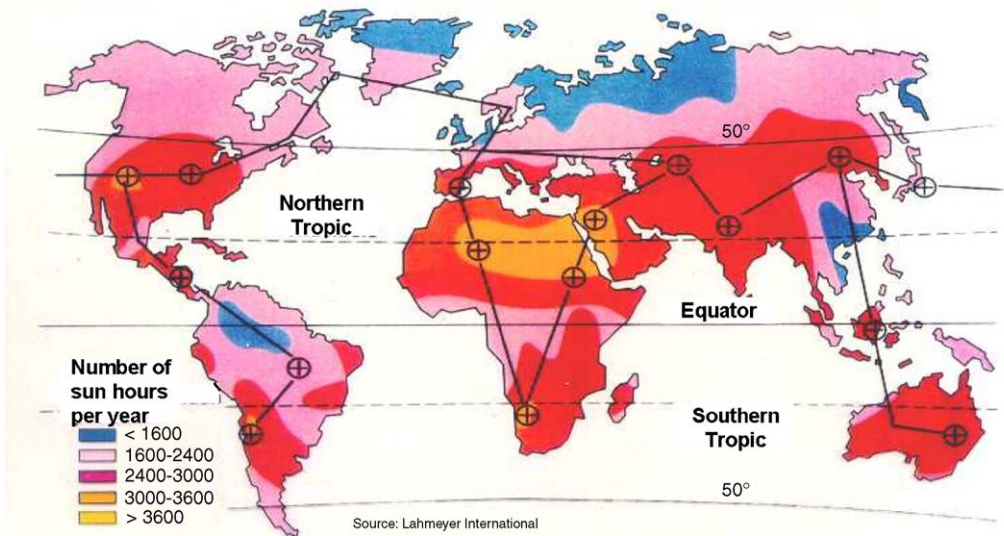 50°
Northern
Tropic
Equator
Number of
sun hours
per year
< 1600
1600-2400
2400-3000
3000-3600
> 3600
Southern
Tropic
50°
Source: Lahmeyer International